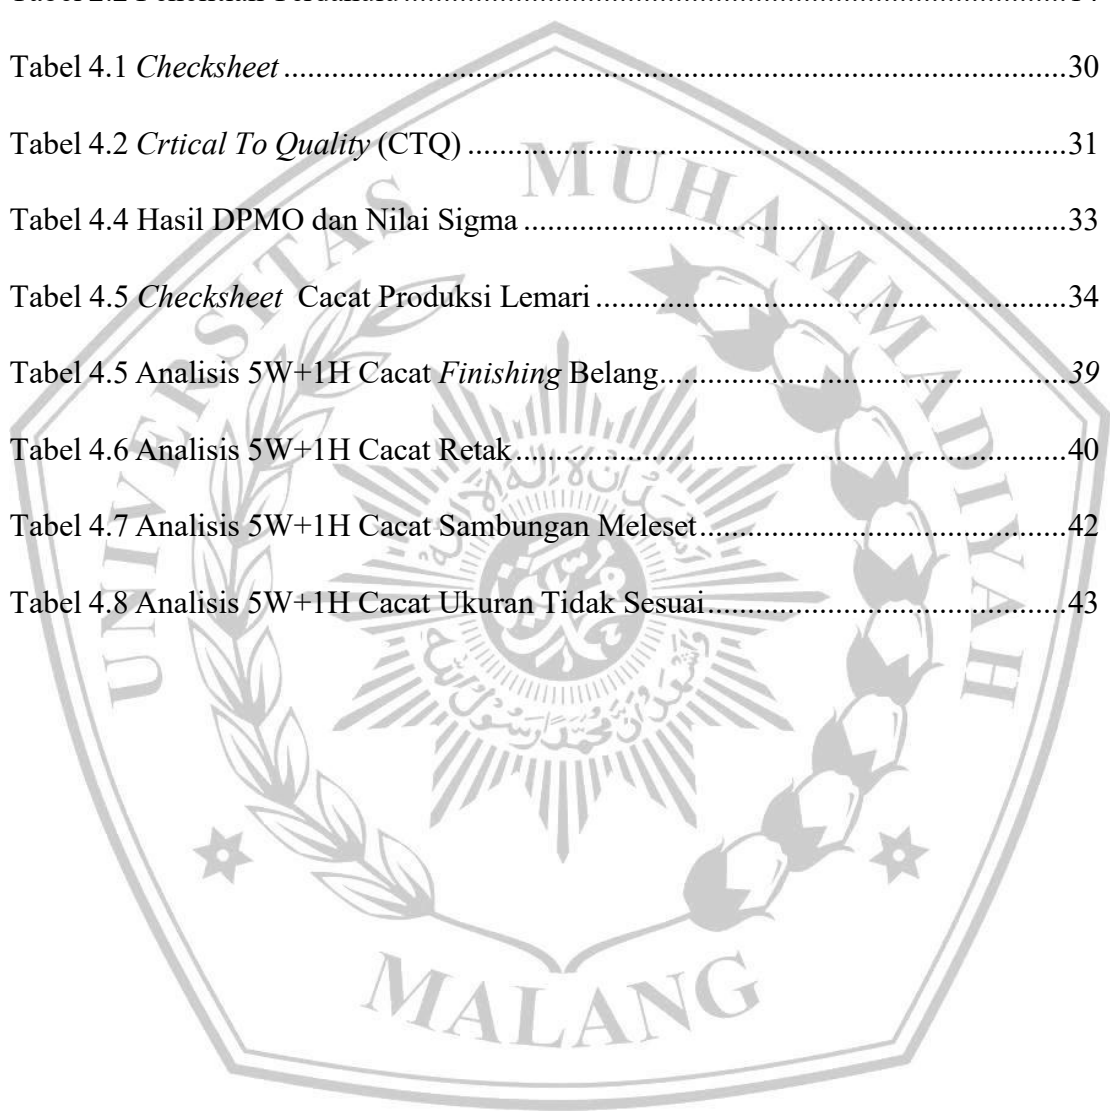 Tabel 4.1 Checksheet ........................................ 30
Tabel 4.2 Crtical To Quality (CTQ) ........................................ 31
Tabel 4.4 Hasil DPMO dan Nilai Sigma ........................................ 33
Tabel 4.5 Checksheet Cacat Produksi Lemari ........................................ 34
Tabel 4.5 Analisis 5W+1H Cacat Finishing Belang ........................................ 39
Tabel 4.6 Analisis 5W+1H Cacat Retak ........................................ 40
Tabel 4.7 Analisis 5W+1H Cacat Sambungan Meleset ........................................ 42
Tabel 4.8 Analisis 5W+1H Cacat Ukuran Tidak Sesuai ........................................ 43
UNIVERSITAS MUHAMMADIYAH
MALANG